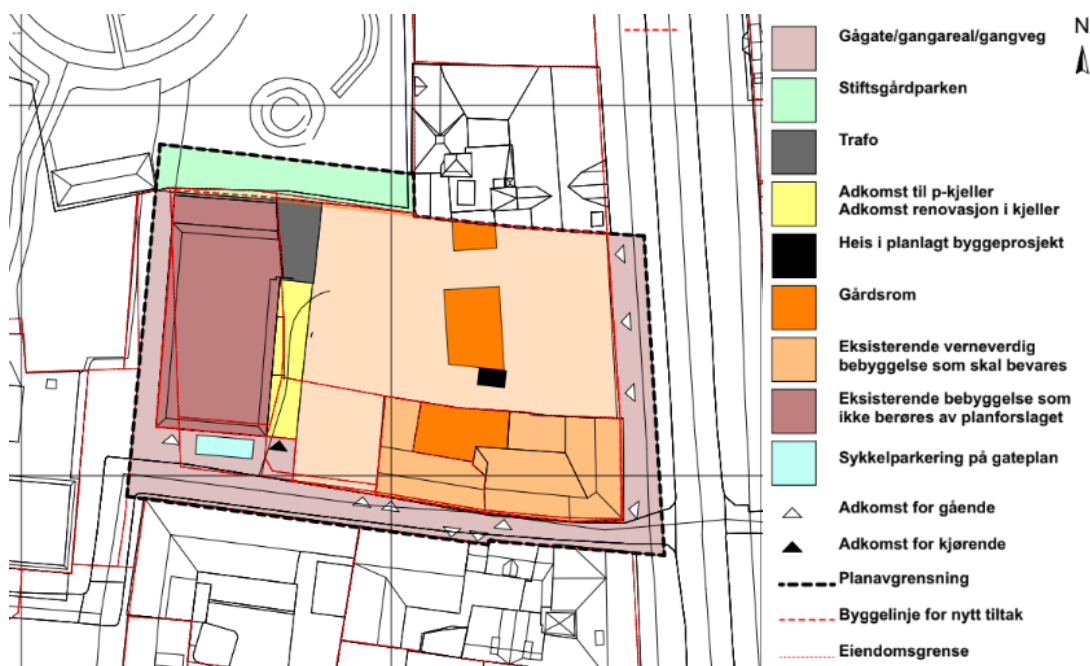 N
Gågate/gangareal/gangveg
Stiftsgårdparken
Trafo
Adkomst til p-kjeller
Adkomst renovasjon i kjeller
Heis i planlagt byggeprosjekt
Gårdsrom
Eksisterende verneverdig
bebyggelse som skal bevares
Eksisterende bebyggelse som
ikke berøres av planforslaget
Sykkelparkering på gateplan
Adkomst for gående
Adkomst for kjørende
Planavgrensning
Byggelinje for nytt tiltak
Eiendomsgrense